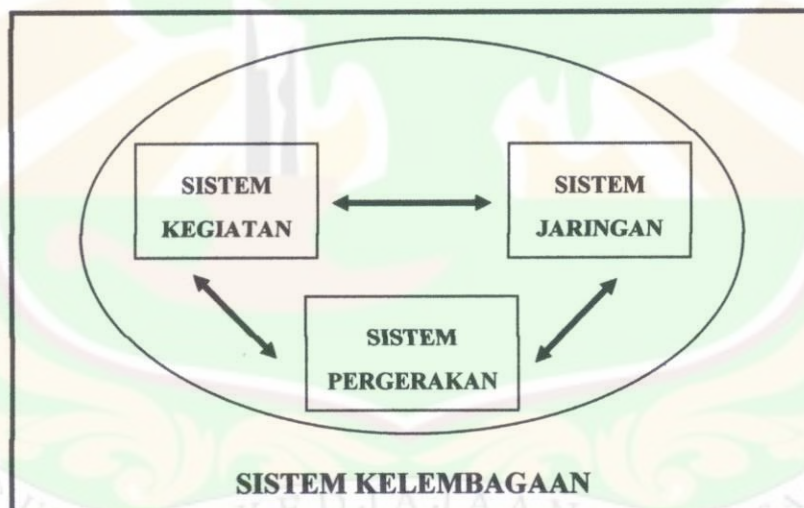 SISTEM
KEGIATAN
SISTEM
JARINGAN
SISTEM
PERGERAKAN
SISTEM KELEMBAGAAN